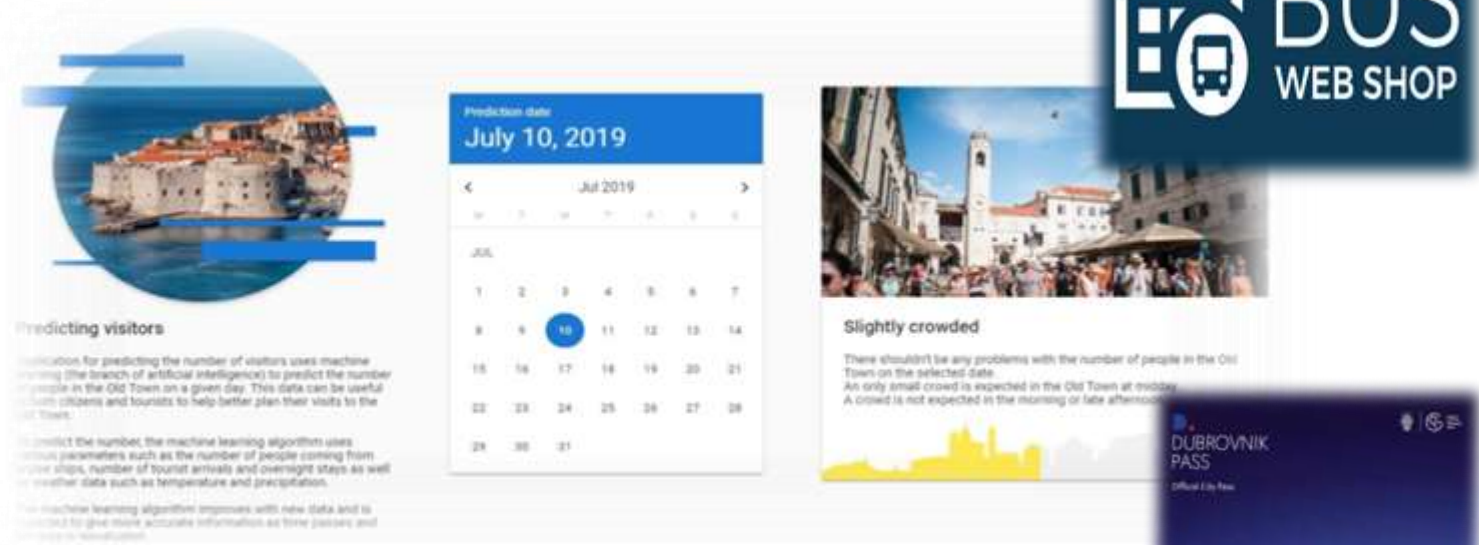 BUS
WEB SHOP
Prediction date
July 10, 2019
Jul 2019
JUL
1 2 3 4 5 6 7
8 9 10 11 12 13 14
15 16 17 18 19 20 21
22 23 24 25 26 27 28
29 30 31
Predicting visitors
for predicting the number of visitors uses machine
(the branch of artificial intelligence) to predict the number
people in the Old Town on a given day. This data can be useful
citizens and tourists to help better plan their visits to the
Town.
predict the number, the machine learning algorithm uses
parameters such as the number of people coming from
ships, number of tourist arrivals and overnight stays as well
weather data such as temperature and precipitation.
machine learning algorithm improves with new data and is
to give more accurate information as time passes and
Slightly crowded
There shouldn't be any problems with the number of people in the Old
Town on the selected date.
An only small crowd is expected in the Old Town at midday
A crowd is not expected in the morning or late afternoon
DUBROVNIK
PASS
Official City Pass